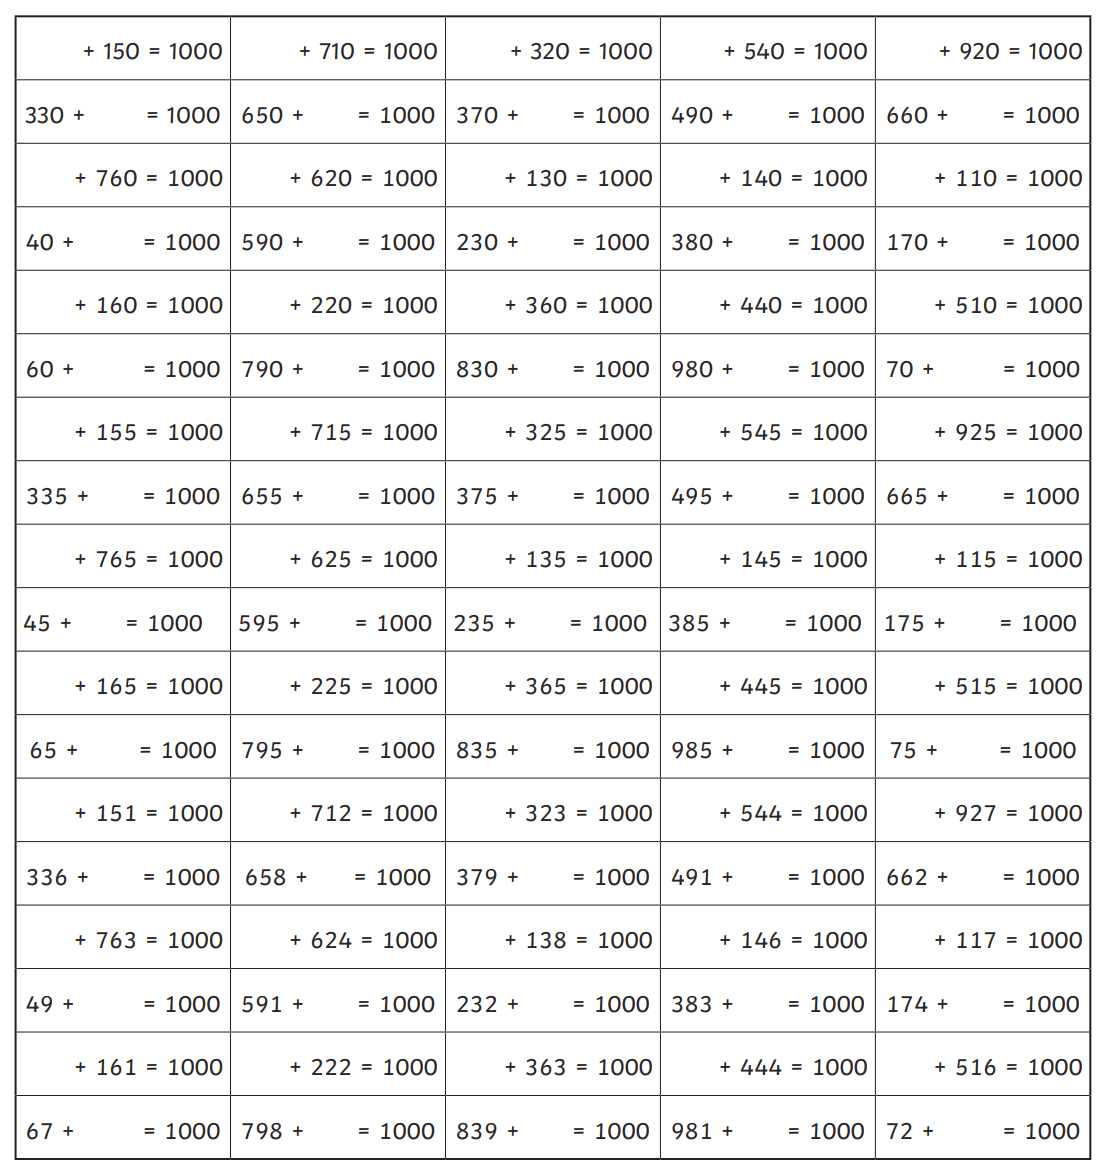 + 150 = 1000 + 710 = 1000 + 320 = 1000 + 540 = 1000 + 920 = 1000
330 + = 1000 650 + = 1000 370 + = 1000 490 + = 1000 660 + = 1000
+ 760 = 1000 + 620 = 1000 + 130 = 1000 + 140 = 1000 + 110 = 1000
40 + = 1000 590 + = 1000 230 + = 1000 380 + = 1000 170 + = 1000
+ 160 = 1000 + 220 = 1000 + 360 = 1000 + 440 = 1000 + 510 = 1000
60 + = 1000 790 + = 1000 830 + = 1000 980 + = 1000 70 + = 1000
+ 155 = 1000 + 715 = 1000 + 325 = 1000 + 545 = 1000 + 925 = 1000
335 + = 1000 655 + = 1000 375 + = 1000 495 + = 1000 665 + = 1000
+ 765 = 1000 + 625 = 1000 + 135 = 1000 + 145 = 1000 + 115 = 1000
45 + = 1000 595 + = 1000 235 + = 1000 385 + = 1000 175 + = 1000
+ 165 = 1000 + 225 = 1000 + 365 = 1000 + 445 = 1000 + 515 = 1000
65 + = 1000 795 + = 1000 835 + = 1000 985 + = 1000 75 + = 1000
+ 151 = 1000 + 712 = 1000 + 323 = 1000 + 544 = 1000 + 927 = 1000
336 + = 1000 658 + = 1000 379 + = 1000 491 + = 1000 662 + = 1000
+ 763 = 1000 + 624 = 1000 + 138 = 1000 + 146 = 1000 + 117 = 1000
49 + = 1000 591 + = 1000 232 + = 1000 383 + = 1000 174 + = 1000
+ 161 = 1000 + 222 = 1000 + 363 = 1000 + 444 = 1000 + 516 = 1000
67 + = 1000 798 + = 1000 839 + = 1000 981 + = 1000 72 + = 1000